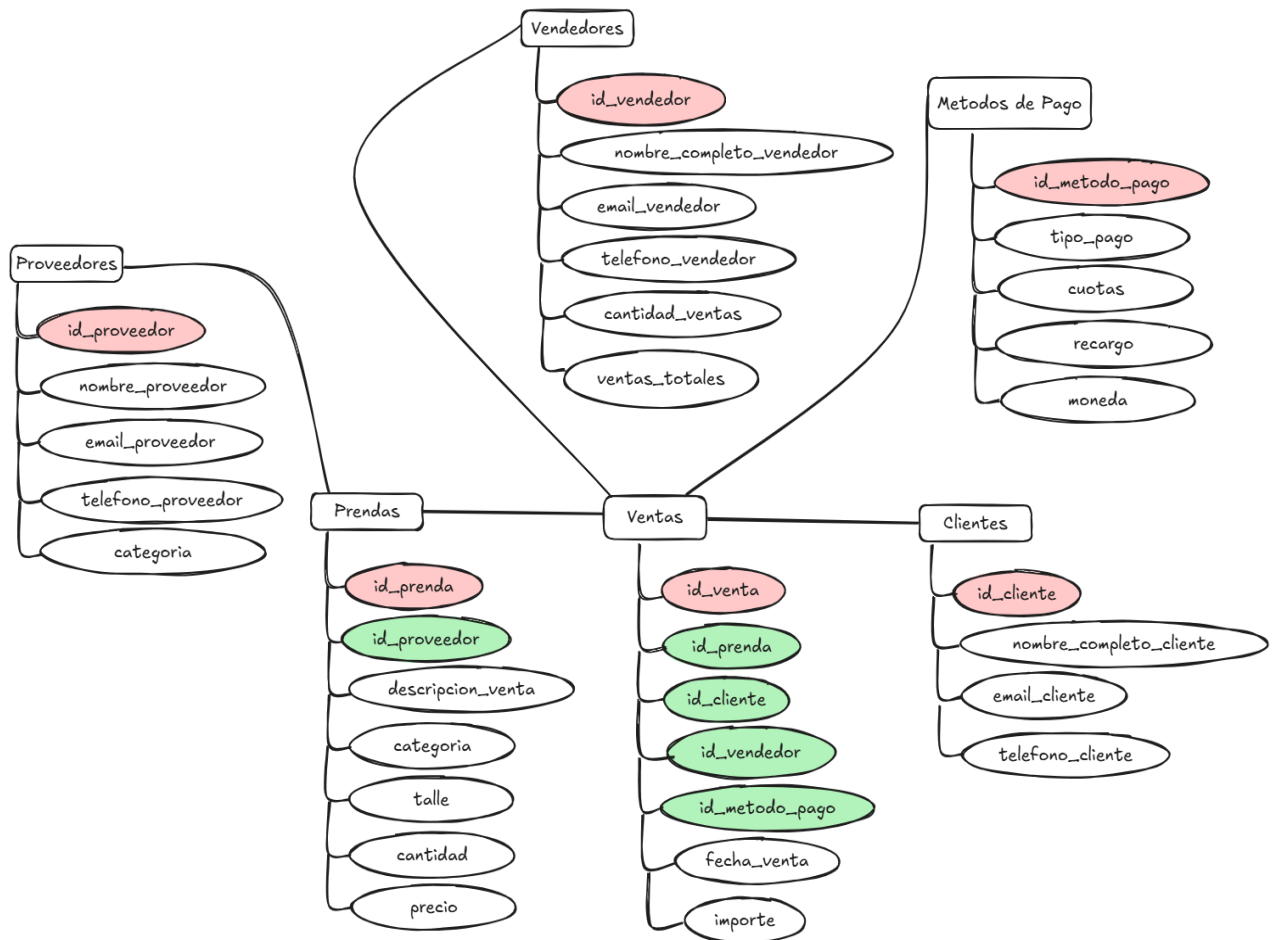 Vendedores
id_vendedor
nombre_completo_vendedor
email_vendedor
telefono_vendedor
cantidad_ventas
ventas_totales
Metodos de Pago
id_metodo_pago
tipo_pago
cuotas
recargo
moneda
Proveedores
id_proveedor
nombre_proveedor
email_proveedor
telefono_proveedor
categoria
Prendas
id_prenda
id_proveedor
descripcion_venta
categoria
talle
cantidad
precio
Ventas
id_venta
id_prenda
id_cliente
id_vendedor
id_metodo_pago
fecha_venta
importe
Clientes
id_cliente
nombre_completo_cliente
email_cliente
telefono_cliente